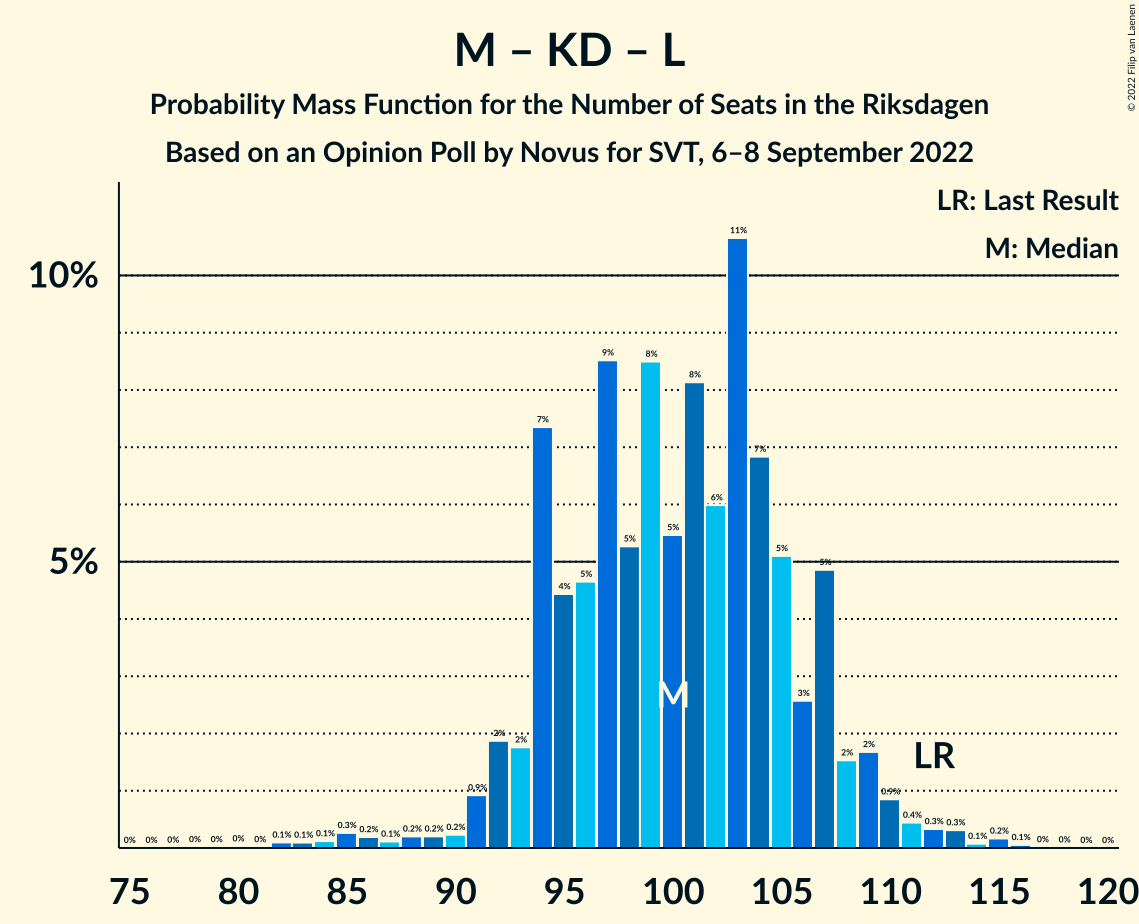 M – KD – L
Probability Mass Function for the Number of Seats in the Riksdagen
Based on an Opinion Poll by Novus for SVT, 6–8 September 2022
© 2022 Filip van Laenen
LR: Last Result
M: Median
10%
5%
0% 0% 0% 0% 0% 0% 0% 0.1% 0.1% 0.1% 0.3% 0.2% 0.1% 0.2% 0.2% 0.2% 0.9% 2% 2% 7% 4% 5% 9% 5% 8% 5% 8% 6% 11% 7% 5% 3% 5% 2% 2% 0.9% 0.4% 0.3% 0.3% 0.1% 0.2% 0.1% 0% 0% 0% 0%
M
LR
75 80 85 90 95 100 105 110 115 120